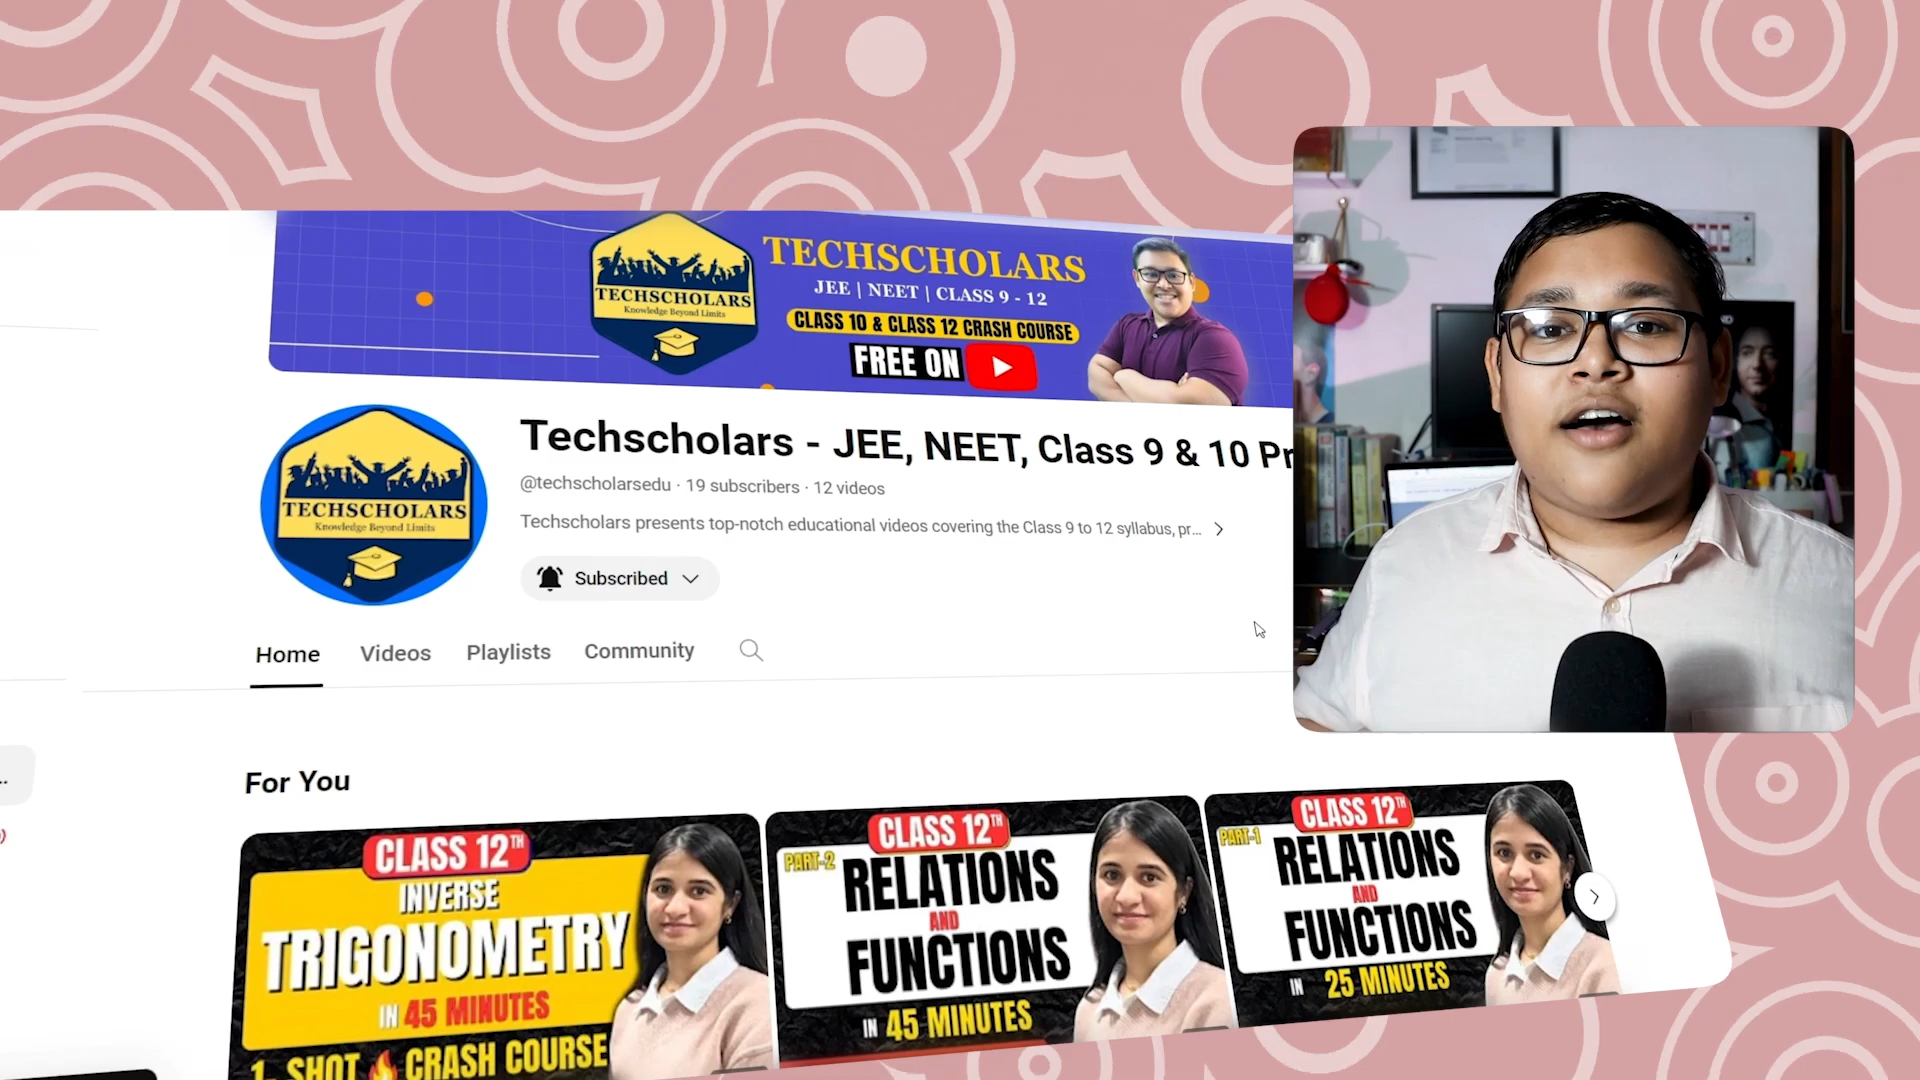 TECHSCHOLARS
Knowledge Beyond Limits
TECHSCHOLARS
JEE | NEET | CLASS 9 - 12
CLASS 10 & CLASS 12 CRASH COURSE
FREE ON
TECHSCHOLARS
Knowledge Beyond Limits
Techscholars - JEE, NEET, Class 9 & 10 Pr
@techscholarsedu · 19 subscribers · 12 videos
Techscholars presents top-notch educational videos covering the Class 9 to 12 syllabus, pr...
Subscribed
Home Videos Playlists Community
For You
CLASS 12TH
INVERSE
TRIGONOMETRY
IN 45 MINUTES
1- SHOT CRASH COURSE
CLASS 12TH
PART-2
RELATIONS
AND
FUNCTIONS
IN 45 MINUTES
CLASS 12TH
PART-1
RELATIONS
AND
FUNCTIONS
IN 25 MINUTES